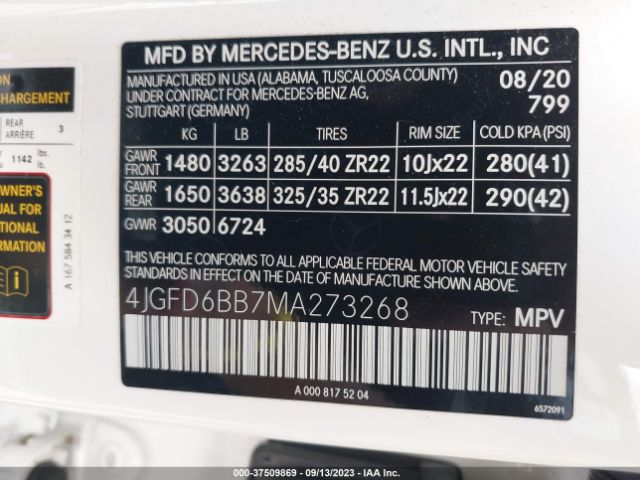 ON
HARGEMENT
REAR
ARRIÈRE 3
1142 lbs. lb.
WNER'S
UAL FOR
TIONAL
RMATION
A 167 584 34 12
MFD BY MERCEDES-BENZ U.S. INTL., INC
MANUFACTURED IN USA (ALABAMA, TUSCALOOSA COUNTY) 08/20
UNDER CONTRACT FOR MERCEDES-BENZ AG, 799
STUTTGART (GERMANY)
KG LB TIRES RIM SIZE COLD KPA (PSI)
GAWR FRONT 1480 3263 285/40 ZR22 10Jx22 280(41)
GAWR REAR 1650 3638 325/35 ZR22 11.5Jx22 290(42)
GVWR 3050 6724
THIS VEHICLE CONFORMS TO ALL APPLICABLE FEDERAL MOTOR VEHICLE SAFETY
STANDARDS IN EFFECT ON THE DATE OF MANUFACTURE SHOWN ABOVE.
4JGFD6BB7MA273268 TYPE: MPV
A 000 817 52 04
6572091
000-37509869 - 09/13/2023 - IAA Inc.